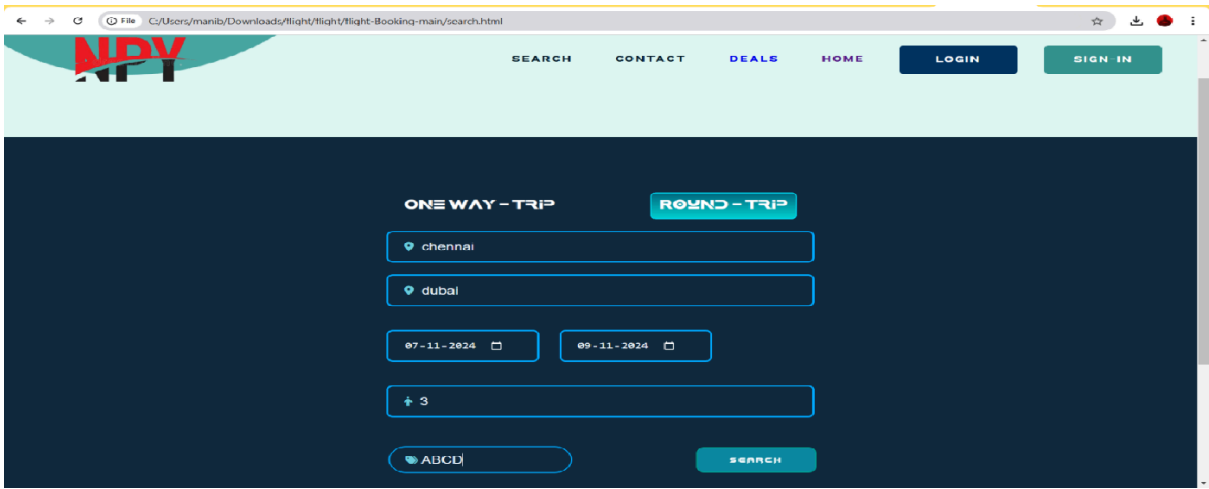 File C:/Users/manib/Downloads/flight/flight/flight-Booking-main/search.html
SEARCH CONTACT DEALS HOME LOGIN SIGN-IN
ONE WAY - TRIP ROUND - TRIP
chennai
dubai
07-11-2024 09-11-2024
3
ABCD SEARCH